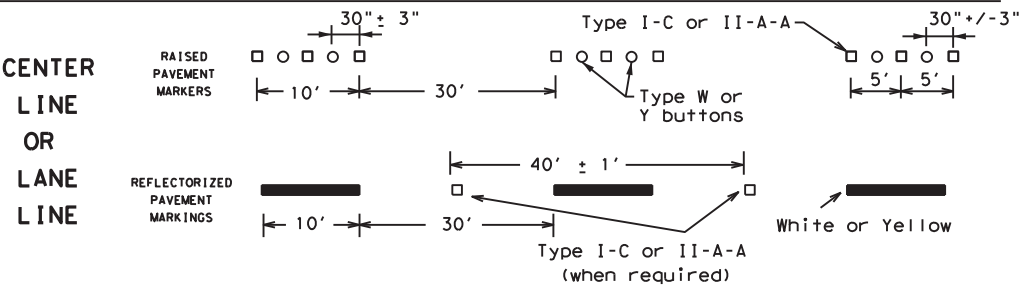 CENTER
LINE
OR
LANE
LINE
RAISED
PAVEMENT
MARKERS
30"± 3"
10'
30'
Type W or
Y buttons
Type I-C or II-A-A
30"+/-3"
5'
5'
REFLECTORIZED
PAVEMENT
MARKINGS
10'
30'
40' ± 1'
Type I-C or II-A-A
(when required)
White or Yellow